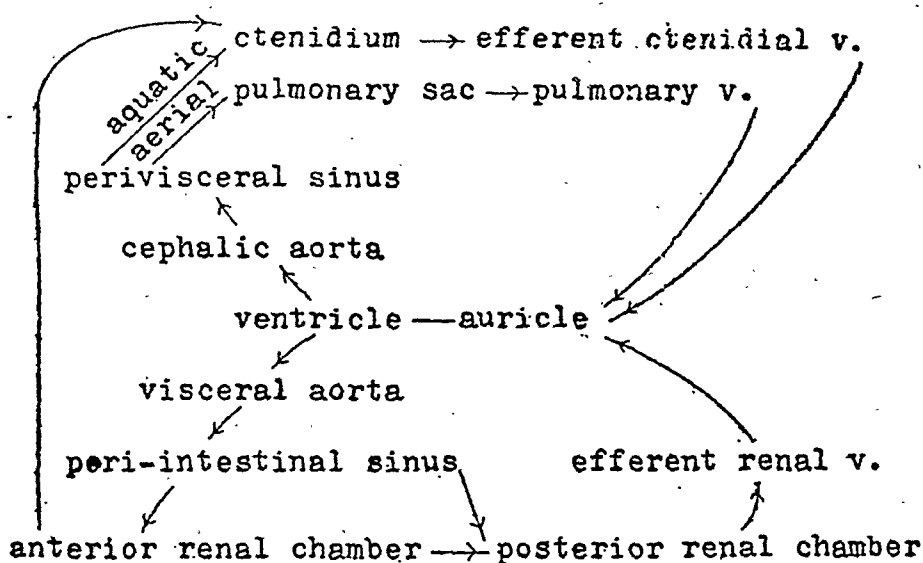 ctenidium → efferent ctenidial v.
aquatic
aerial
pulmonary sac → pulmonary v.
perivisceral sinus
cephalic aorta
ventricle — auricle
visceral aorta
peri-intestinal sinus
efferent renal v.
anterior renal chamber → posterior renal chamber